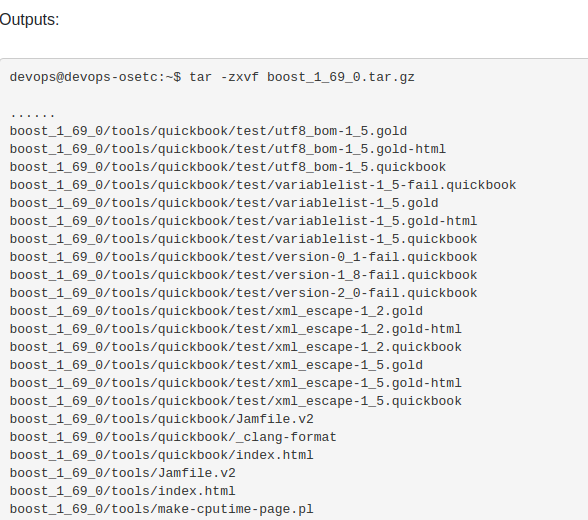 Outputs:
devops@devops-osetc:~$ tar -zxvf boost_1_69_0.tar.gz
......
boost_1_69_0/tools/quickbook/test/utf8_bom-1_5.gold
boost_1_69_0/tools/quickbook/test/utf8_bom-1_5.gold-html
boost_1_69_0/tools/quickbook/test/utf8_bom-1_5.quickbook
boost_1_69_0/tools/quickbook/test/variablelist-1_5-fail.quickbook
boost_1_69_0/tools/quickbook/test/variablelist-1_5.gold
boost_1_69_0/tools/quickbook/test/variablelist-1_5.gold-html
boost_1_69_0/tools/quickbook/test/variablelist-1_5.quickbook
boost_1_69_0/tools/quickbook/test/version-0_1-fail.quickbook
boost_1_69_0/tools/quickbook/test/version-1_8-fail.quickbook
boost_1_69_0/tools/quickbook/test/version-2_0-fail.quickbook
boost_1_69_0/tools/quickbook/test/xml_escape-1_2.gold
boost_1_69_0/tools/quickbook/test/xml_escape-1_2.gold-html
boost_1_69_0/tools/quickbook/test/xml_escape-1_2.quickbook
boost_1_69_0/tools/quickbook/test/xml_escape-1_5.gold
boost_1_69_0/tools/quickbook/test/xml_escape-1_5.gold-html
boost_1_69_0/tools/quickbook/test/xml_escape-1_5.quickbook
boost_1_69_0/tools/quickbook/Jamfile.v2
boost_1_69_0/tools/quickbook/_clang-format
boost_1_69_0/tools/quickbook/index.html
boost_1_69_0/tools/Jamfile.v2
boost_1_69_0/tools/index.html
boost_1_69_0/tools/make-cputime-page.pl